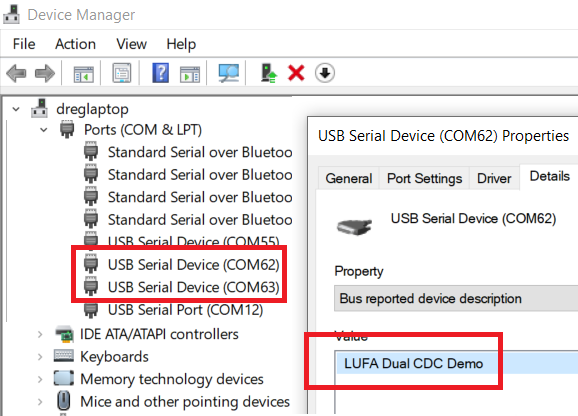 Device Manager
File Action View Help
dreglaptop
Ports (COM & LPT)
Standard Serial over Bluetoo
Standard Serial over Bluetoo
Standard Serial over Bluetoo
Standard Serial over Bluetoo
USB Serial Device (COM55)
USB Serial Device (COM62)
USB Serial Device (COM63)
USB Serial Port (COM12)
IDE ATA/ATAPI controllers
Keyboards
Memory technology devices
Mice and other pointing devices
USB Serial Device (COM62) Properties
General Port Settings Driver Details
USB Serial Device (COM62)
Property
Bus reported device description
Value
LUFA Dual CDC Demo